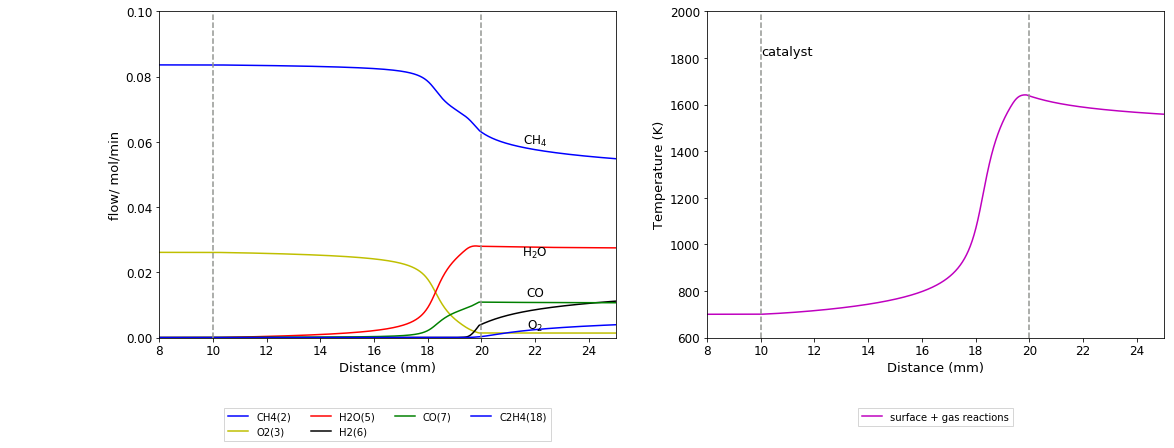 0.10
0.08
0.06
0.04
0.02
0.00
flow/ mol/min
CH4
H2O
CO
O2
8 10 12 14 16 18 20 22 24
Distance (mm)
CH4(2) H2O(5) CO(7) C2H4(18)
O2(3) H2(6)
2000
1800
1600
1400
1200
1000
800
600
Temperature (K)
catalyst
8 10 12 14 16 18 20 22 24
Distance (mm)
surface + gas reactions